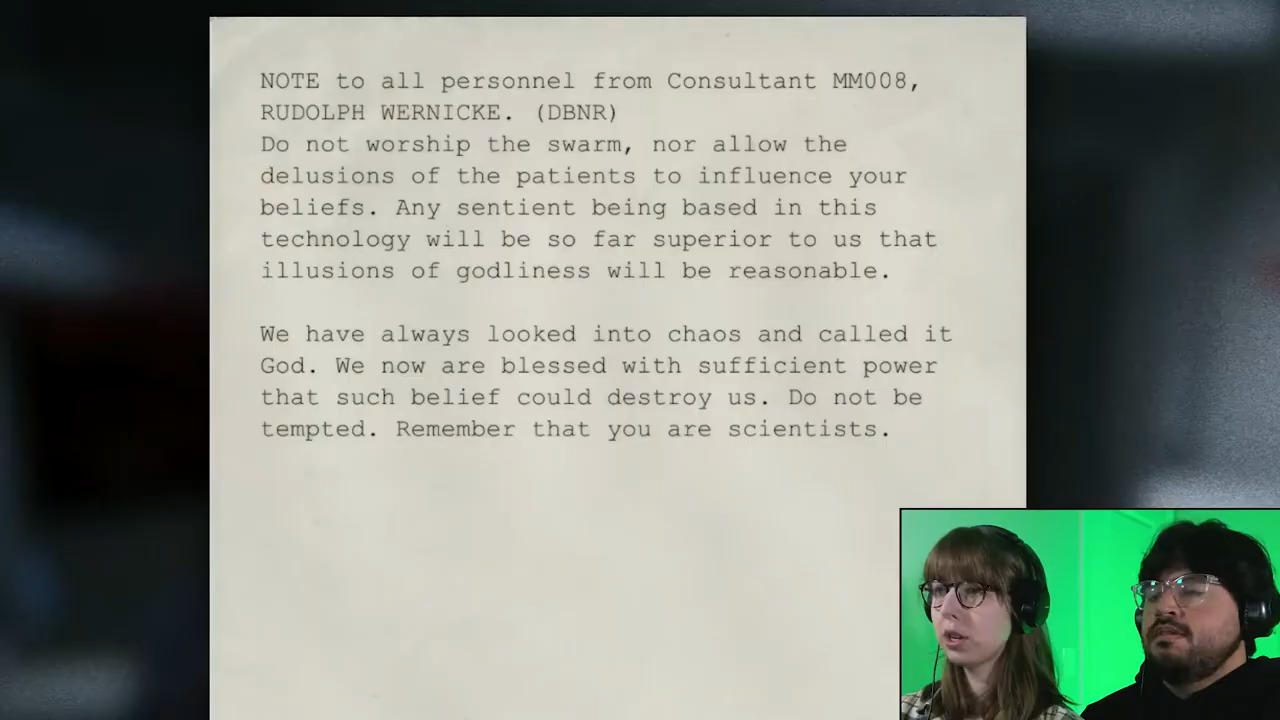 NOTE to all personnel from Consultant MM008,
RUDOLPH WERNICKE. (DBNR)
Do not worship the swarm, nor allow the
delusions of the patients to influence your
beliefs. Any sentient being based in this
technology will be so far superior to us that
illusions of godliness will be reasonable.
We have always looked into chaos and called it
God. We now are blessed with sufficient power
that such belief could destroy us. Do not be
tempted. Remember that you are scientists.